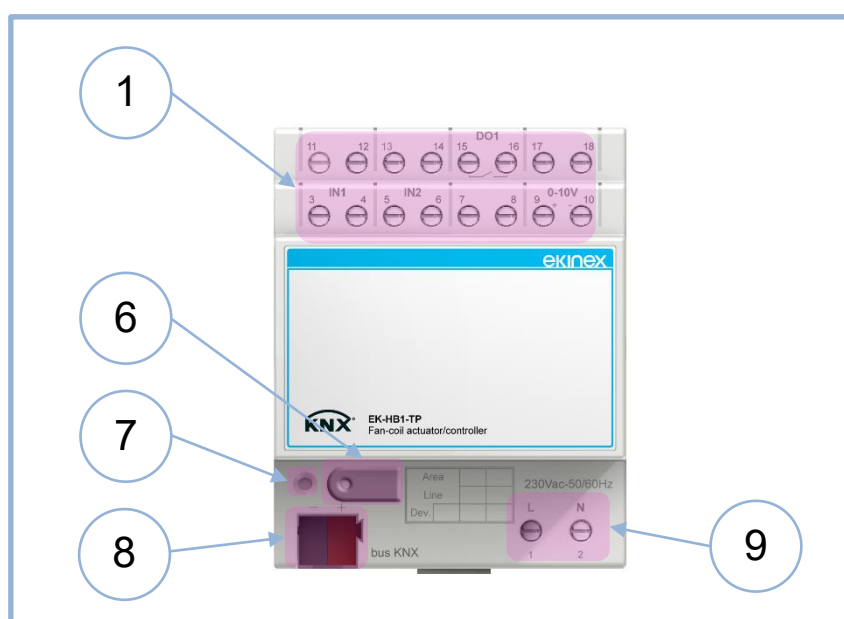 1
DO1
11 12 13 14 15 16 17 18
IN1 IN2 0-10V
3 4 5 6 7 8 9 + - 10
ekinex
6
KNX
EK-HB1-TP
Fan-coil actuator/controller
7
Area
Line
Dev.
230Vac-50/60Hz
L N
- +
1 2
bus KNX
8
9